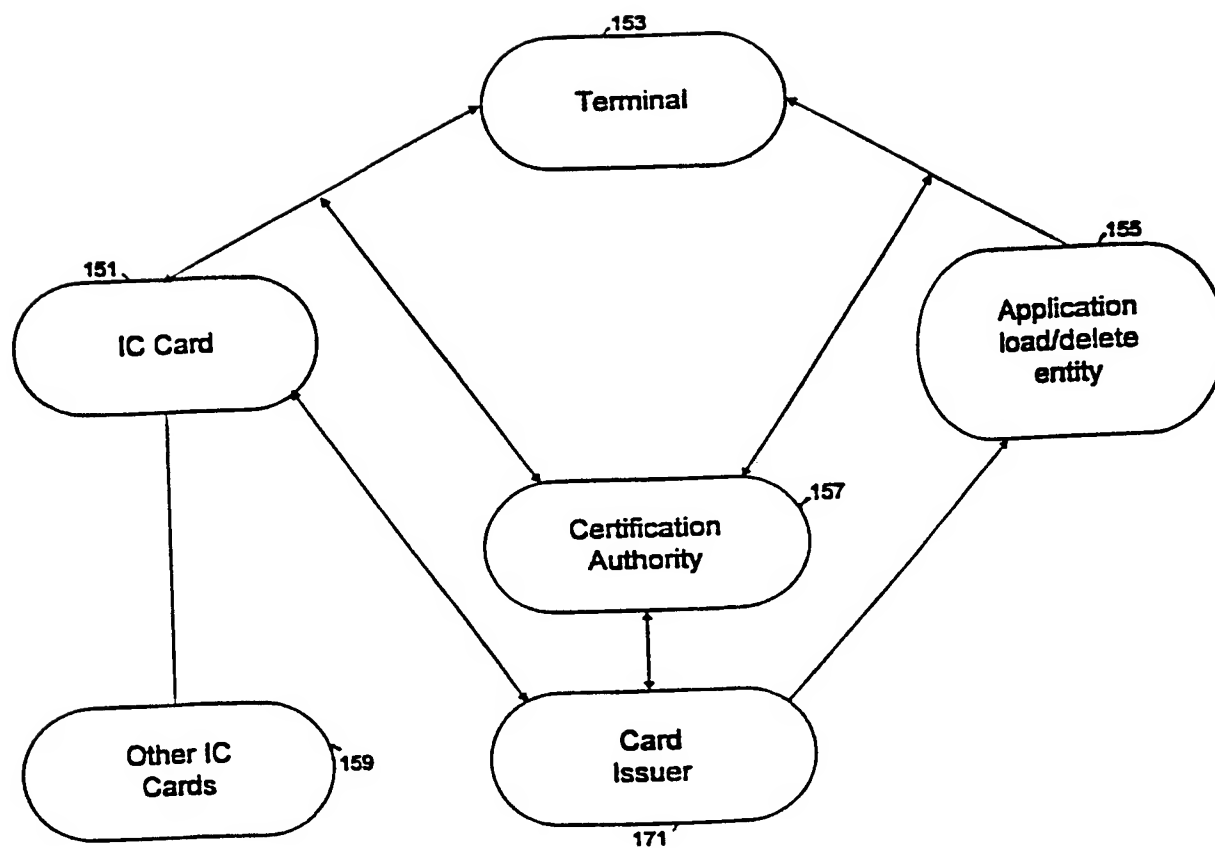 153
Terminal
151
IC Card
155
Application
load/delete
entity
157
Certification
Authority
Other IC
Cards
159
Card
Issuer
171